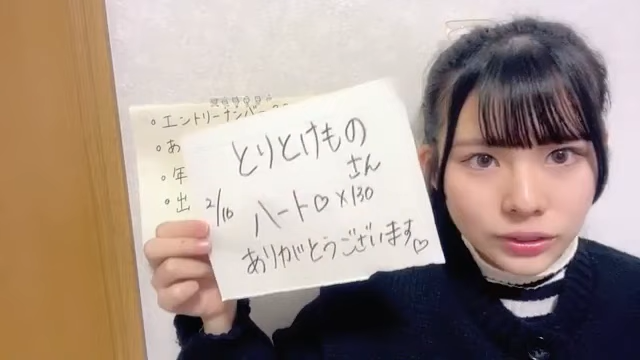 ・エントリーナンバー
・あ
・年
・出
とりとけもの
さん
2/10
ハート♡×130
ありがとうございます♡